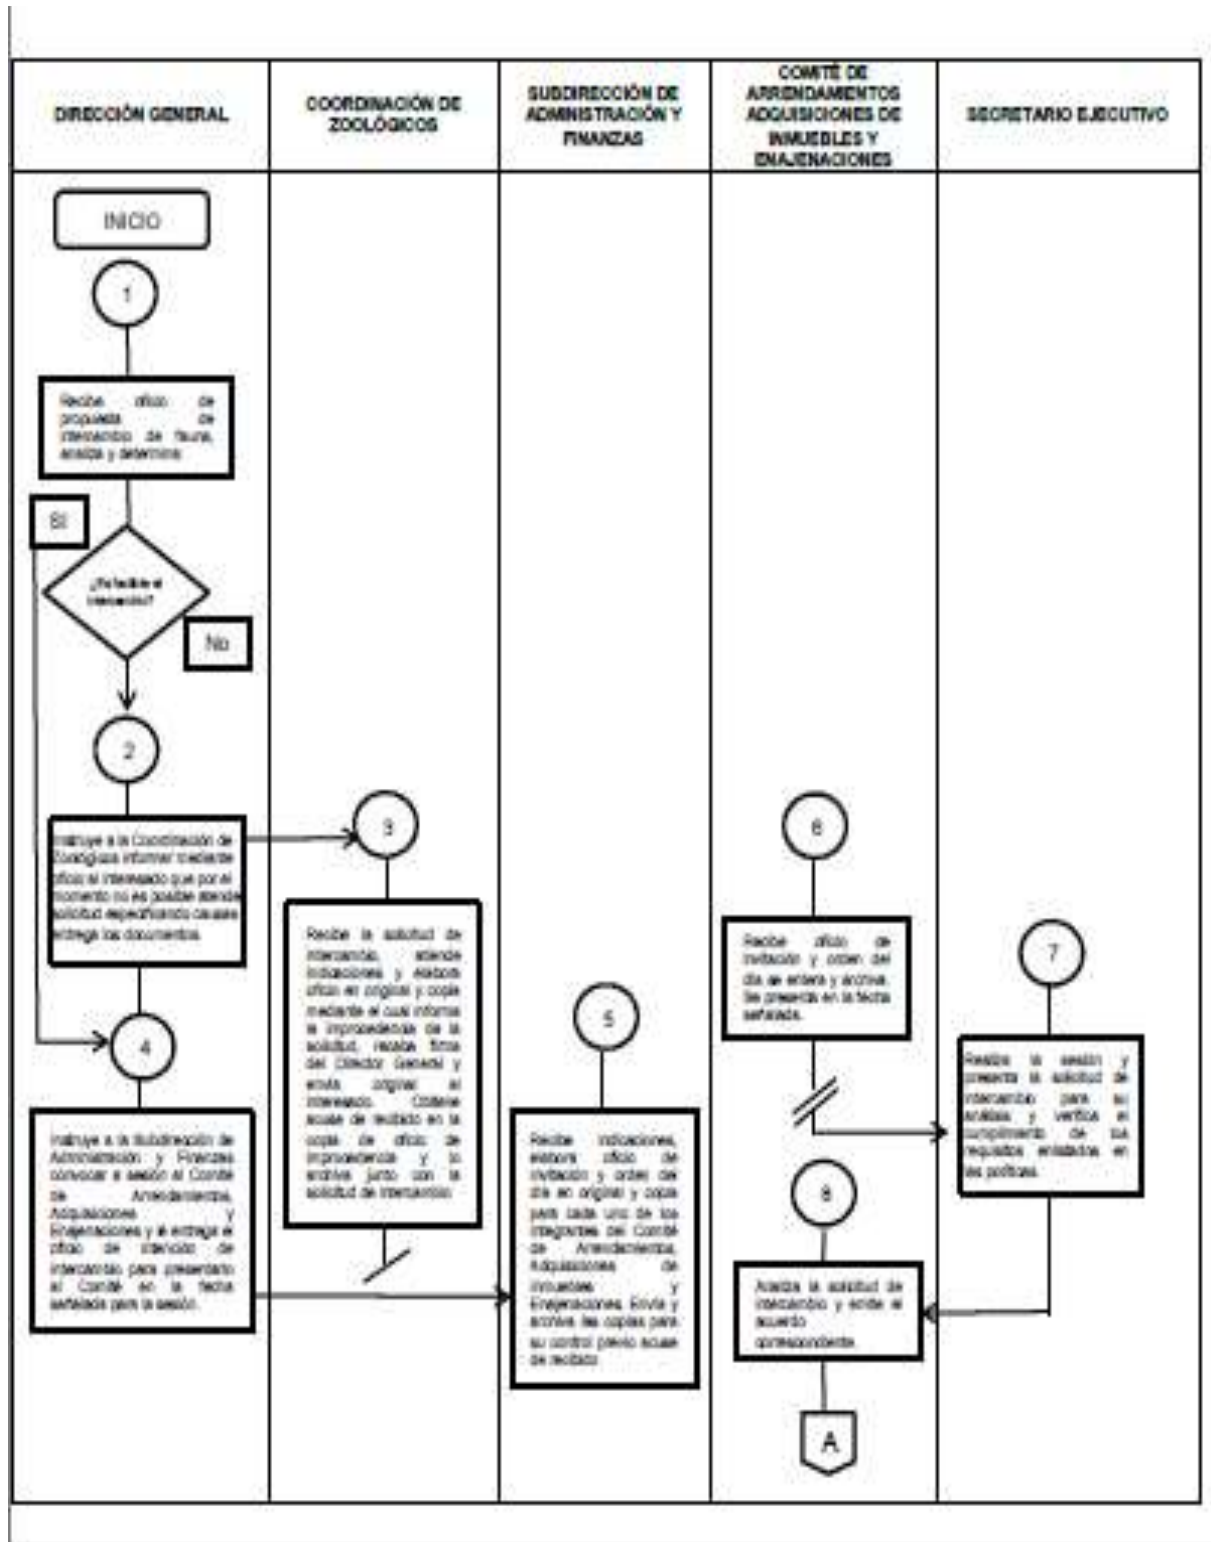 DIRECCIÓN GENERAL
COORDINACIÓN DE
ZOOLÓGICOS
SUBDIRECCIÓN DE
ADMINISTRACIÓN Y
FINANZAS
COMITÉ DE
ARRENDAMIENTOS
ADQUISICIONES DE
INMUEBLES Y
ENAJENACIONES
SECRETARIO EJECUTIVO
INICIO
1
Recibe oficio de
propuesta de
intercambio de fauna,
analiza y determina:
SI
¿Es factible el
intercambio?
No
2
Instruye a la Coordinación de
Zoológicos informar mediante
oficio al interesado que por el
momento no es posible atender
solicitud especificando causas
entrega los documentos.
3
Recibe la solicitud de
intercambio, atiende
indicaciones y elabora
oficio en original y copia
mediante el cual informa
la improcedencia de la
solicitud, recaba firma
del Director General y
envía original al
interesado. Obtiene
acuse de recibido en la
copia de oficio de
improcedencia y lo
archiva junto con la
solicitud de intercambio
4
Instruye a la Subdirección de
Administración y Finanzas
convocar a sesión al Comité
de Arrendamientos,
Adquisiciones y
Enajenaciones y le entrega el
oficio de intención de
intercambio para presentarlo
al Comité en la fecha
señalada para la sesión.
5
Recibe indicaciones,
elabora oficio de
invitación y orden del
día en original y copia
para cada uno de los
integrantes del Comité
de Arrendamientos,
Adquisiciones de
Inmuebles y
Enajenaciones. Envía y
archiva las copias para
su control previo acuse
de recibido
6
Recibe oficio de
invitación y orden del
día se entera y archiva.
Se presenta en la fecha
señalada.
7
Realiza la sesión y
presenta la solicitud de
intercambio para su
análisis y verifica el
cumplimiento de los
requisitos enlistados en
las políticas.
8
Analiza la solicitud de
intercambio y emite el
acuerdo
correspondiente.
A